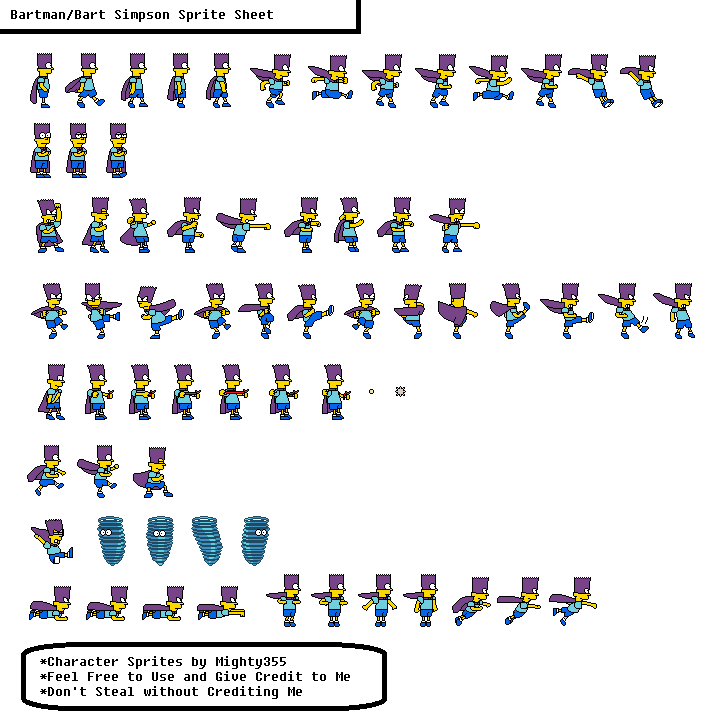 Bartman/Bart Simpson Sprite Sheet
*Character Sprites by Mighty355
*Feel Free to Use and Give Credit to Me
*Don't Steal without Crediting Me